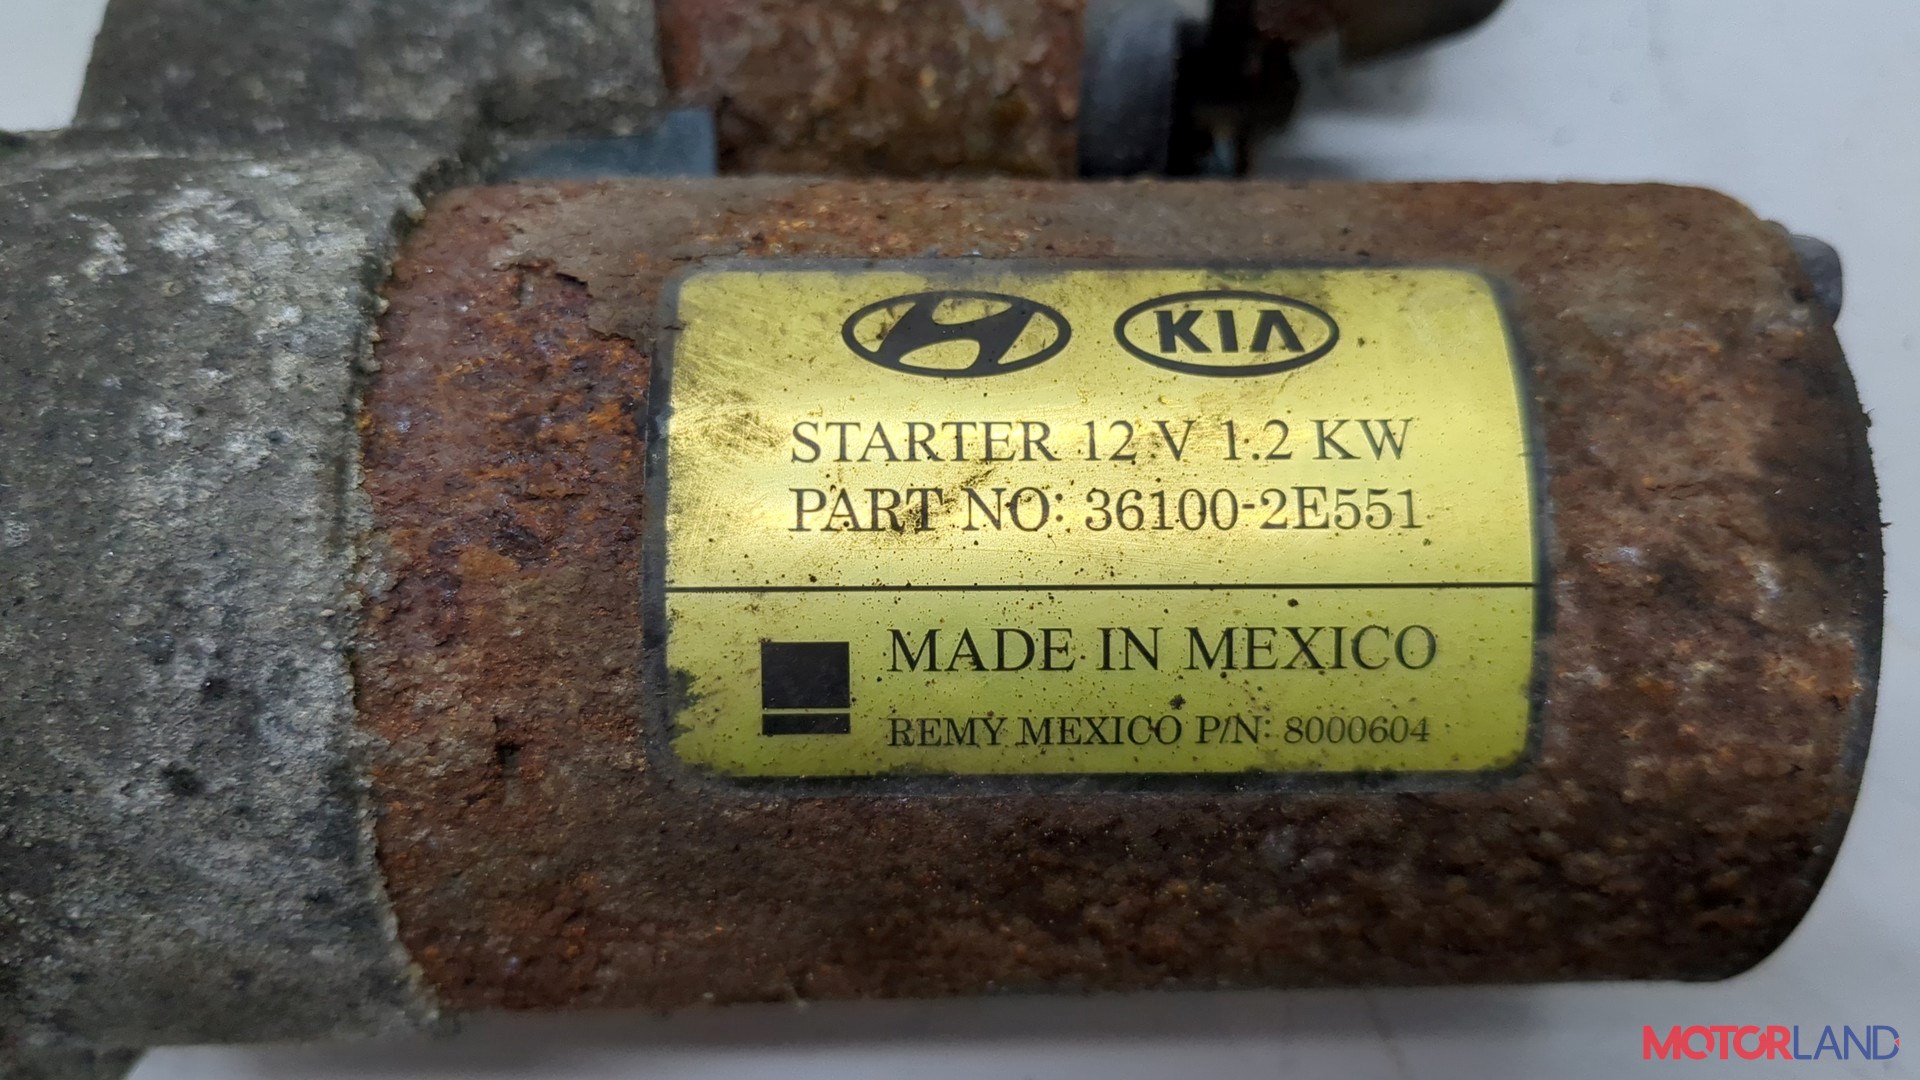 KIA
STARTER 12 V 1.2 KW
PART NO: 36100-2E551
MADE IN MEXICO
REMY MEXICO P/N: 8000604
MOTORLAND